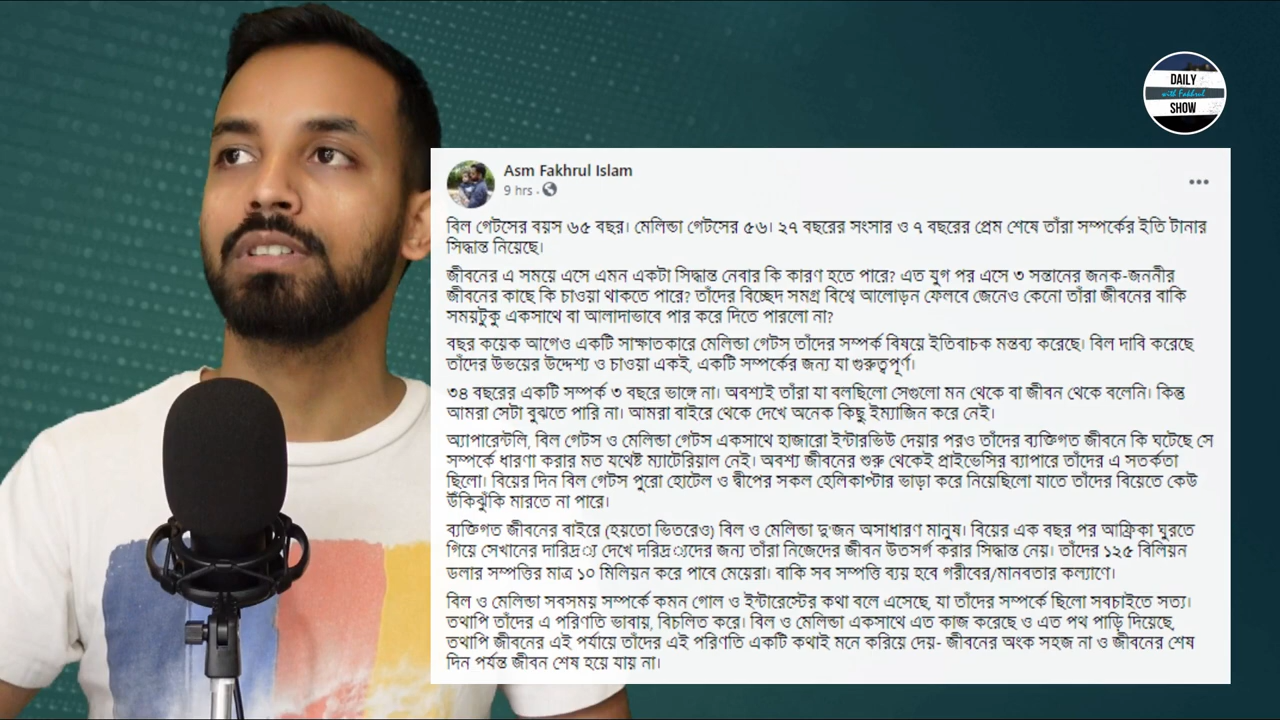 DAILY
with Fakhrul
SHOW
Asm Fakhrul Islam
9 hrs ·
বিল গেটসের বয়স ৬৫ বছর। মেলিন্ডা গেটসের ৫৬। ২৭ বছরের সংসার ও ৭ বছরের প্রেম শেষে তাঁরা সম্পর্কের ইতি টানার
সিদ্ধান্ত নিয়েছে।
জীবনের এ সময়ে এসে এমন একটা সিদ্ধান্ত নেবার কি কারণ হতে পারে? এত যুগ পর এসে ৩ সন্তানের জনক-জননীর
জীবনের কাছে কি চাওয়া থাকতে পারে? তাঁদের বিচ্ছেদ সমগ্র বিশ্বে আলোড়ন ফেলবে জেনেও কেনো তাঁরা জীবনের বাকি
সময়টুকু একসাথে বা আলাদাভাবে পার করে দিতে পারলো না?
বছর কয়েক আগেও একটি সাক্ষাতকারে মেলিন্ডা গেটস তাঁদের সম্পর্ক বিষয়ে ইতিবাচক মন্তব্য করেছে। বিল দাবি করেছে
তাঁদের উভয়ের উদ্দেশ্য ও চাওয়া একই, একটি সম্পর্কের জন্য যা গুরুত্বপূর্ণ।
৩৪ বছরের একটি সম্পর্ক ৩ বছরে ভাঙ্গে না। অবশ্যই তাঁরা যা বলছিলো সেগুলো মন থেকে বা জীবন থেকে বলেনি। কিন্তু
আমরা সেটা বুঝতে পারি না। আমরা বাইরে থেকে দেখে অনেক কিছু ইম্যাজিন করে নেই।
অ্যাপারেন্টলি, বিল গেটস ও মেলিন্ডা গেটস একসাথে হাজারো ইন্টারভিউ দেয়ার পরও তাঁদের ব্যক্তিগত জীবনে কি ঘটেছে সে
সম্পর্কে ধারণা করার মত যথেষ্ট ম্যাটেরিয়াল নেই। অবশ্য জীবনের শুরু থেকেই প্রাইভেসির ব্যাপারে তাঁদের এ সতর্কতা
ছিলো। বিয়ের দিন বিল গেটস পুরো হোটেল ও দ্বীপের সকল হেলিকাপ্টার ভাড়া করে নিয়েছিলো যাতে তাঁদের বিয়েতে কেউ
উঁকিঝুঁকি মারতে না পারে।
ব্যক্তিগত জীবনের বাইরে (হয়তো ভিতরেও) বিল ও মেলিন্ডা দু'জন অসাধারণ মানুষ। বিয়ের এক বছর পর আফ্রিকা ঘুরতে
গিয়ে সেখানের দারিদ্র্য দেখে দরিদ্র্যদের জন্য তাঁরা নিজেদের জীবন উতসর্গ করার সিদ্ধান্ত নেয়। তাঁদের ১২৫ বিলিয়ন
ডলার সম্পত্তির মাত্র ১০ মিলিয়ন করে পাবে মেয়েরা। বাকি সব সম্পত্তি ব্যয় হবে গরীবের/মানবতার কল্যাণে।
বিল ও মেলিন্ডা সবসময় সম্পর্কে কমন গোল ও ইন্টারেস্টের কথা বলে এসেছে, যা তাঁদের সম্পর্কে ছিলো সবচাইতে সত্য।
তথাপি তাঁদের এ পরিণতি ভাবায়, বিচলিত করে। বিল ও মেলিন্ডা একসাথে এত কাজ করেছে ও এত পথ পাড়ি দিয়েছে,
তথাপি জীবনের এই পর্যায়ে তাঁদের এই পরিণতি একটি কথাই মনে করিয়ে দেয়- জীবনের অংক সহজ না ও জীবনের শেষ
দিন পর্যন্ত জীবন শেষ হয়ে যায় না।